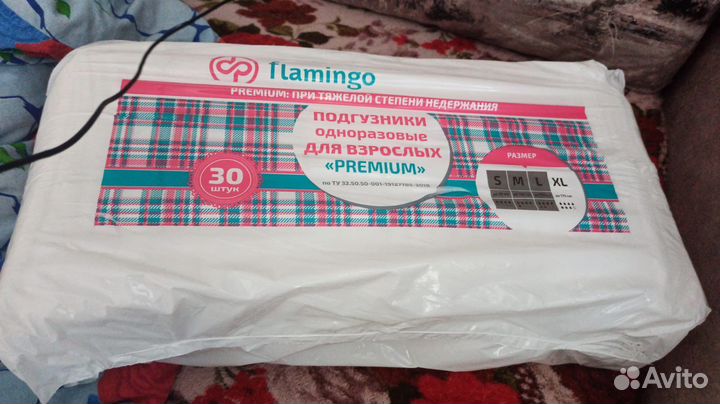 flamingo
PREMIUM: ПРИ ТЯЖЕЛОЙ СТЕПЕНИ НЕДЕРЖАНИЯ
ПОДГУЗНИКИ
одноразовые
ДЛЯ ВЗРОСЛЫХ
«PREMIUM»
30
ШТУК
РАЗМЕР
S M L XL
Avito